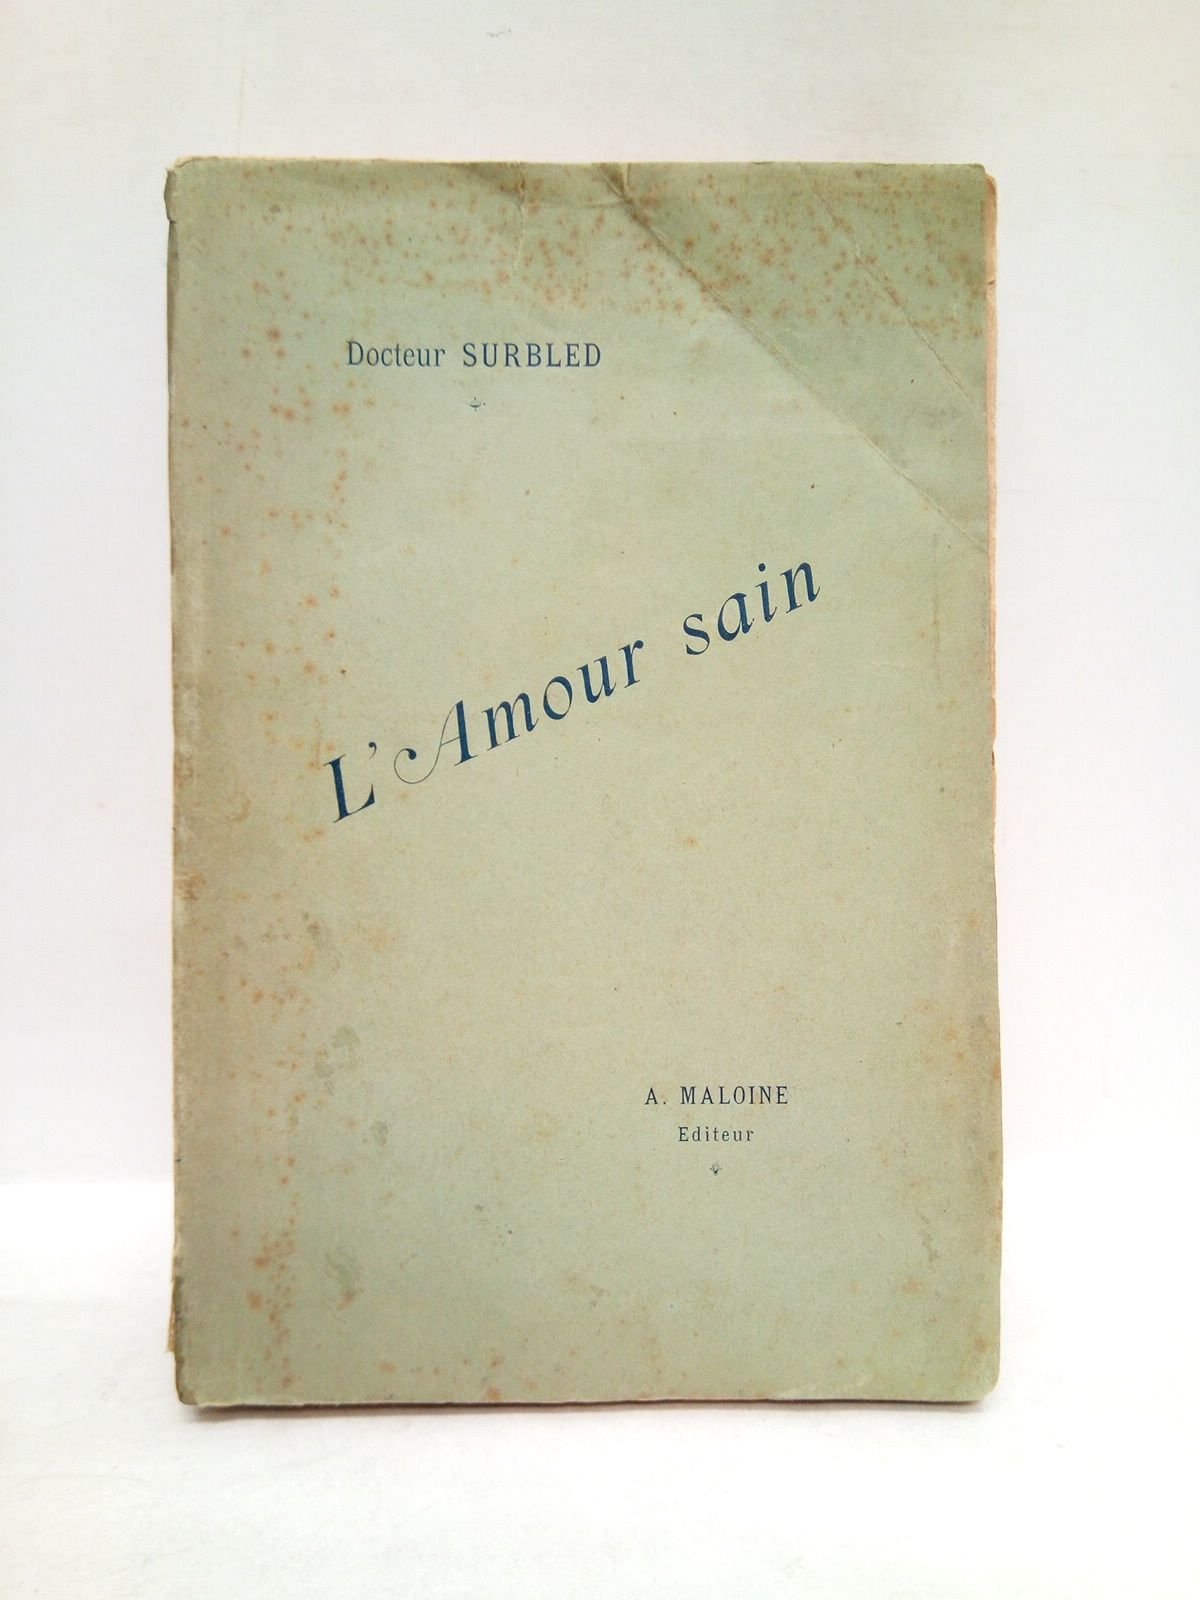 Docteur SURBLED
L'Amour sain
A. MALOINE
Editeur